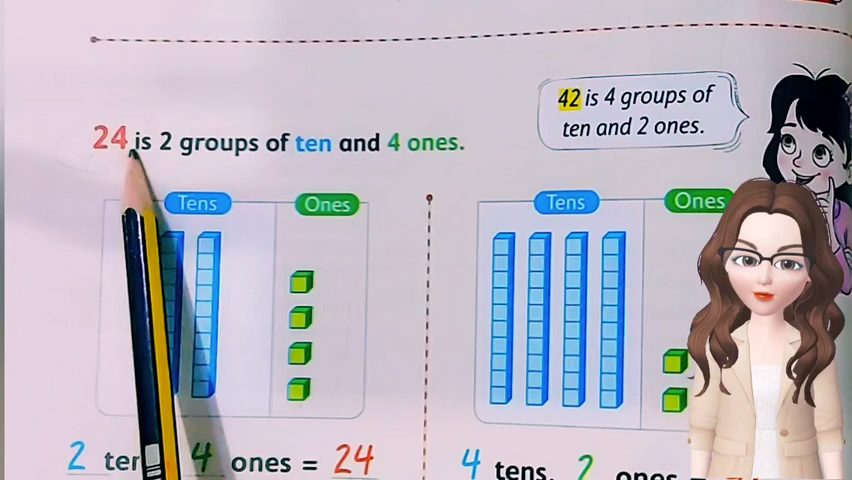 42 is 4 groups of
ten and 2 ones.
24 is 2 groups of ten and 4 ones.
Tens Ones
Tens Ones
2 4 ones = 24
4 tens, 2 ones =